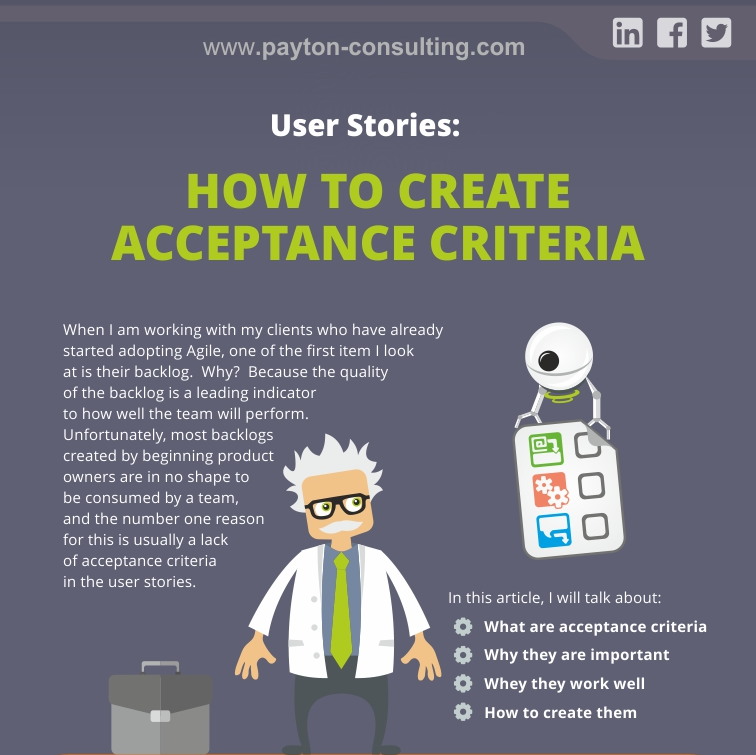 www.payton-consulting.com
in
User Stories:
HOW TO CREATE
ACCEPTANCE CRITERIA
When I am working with my clients who have already
started adopting Agile, one of the first item I look
at is their backlog. Why? Because the quality
of the backlog is a leading indicator
to how well the team will perform.
Unfortunately, most backlogs
created by beginning product
owners are in no shape to
be consumed by a team,
and the number one reason
for this is usually a lack
of acceptance criteria
in the user stories.
In this article, I will talk about:
What are acceptance criteria
Why they are important
Whey they work well
How to create them